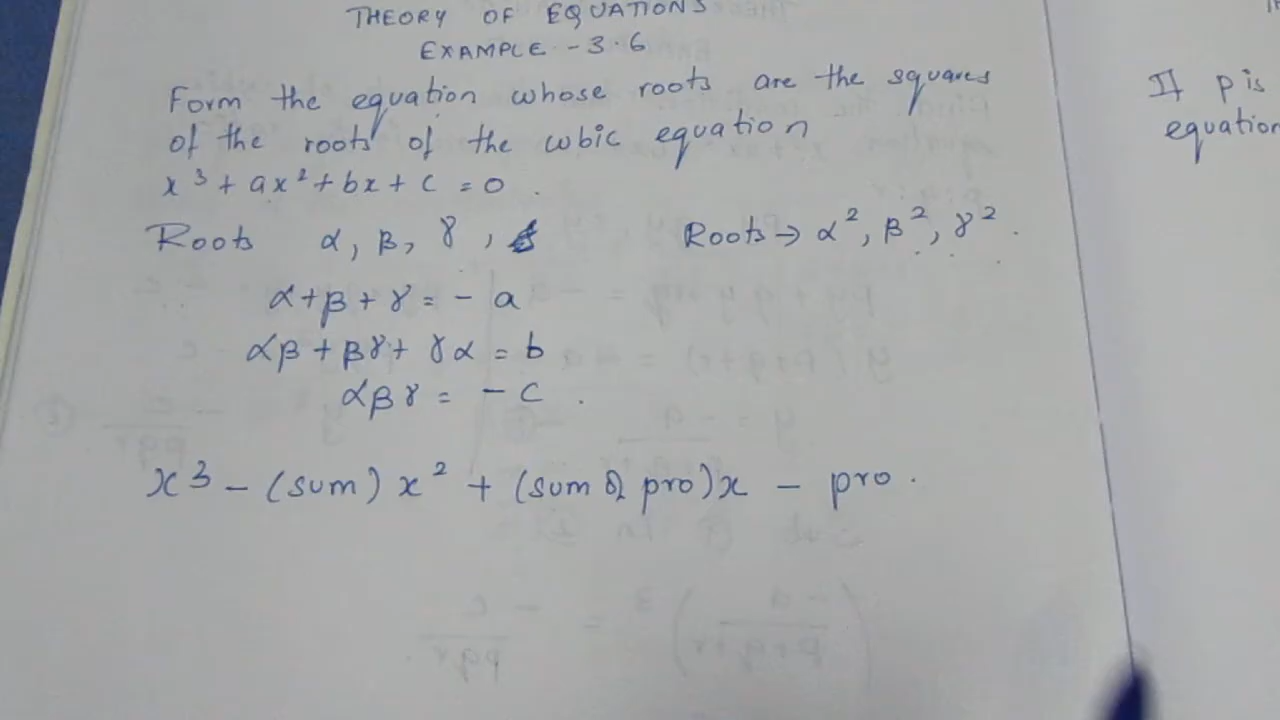 THEORY OF EQUATIONS
EXAMPLE - 3.6
Form the equation whose roots are the squares
of the roots of the cubic equation
x³ + ax² + bx + c = 0.
Roots α, β, γ, Roots → α², β², γ².
α + β + γ = - a
αβ + βγ + γα = b
αβγ = - c.
x³ - (sum) x² + (sum of pro)x - pro.
If p is
equation